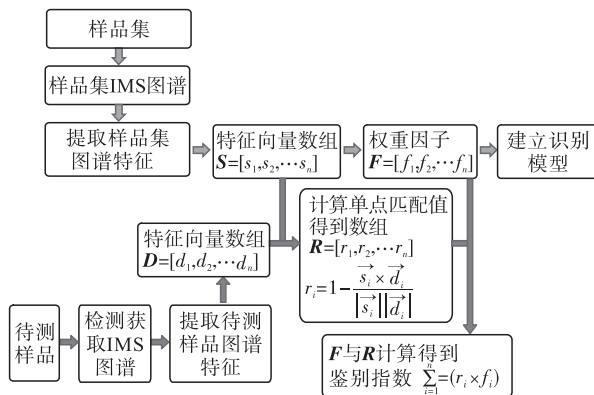 样品集
样品集IMS图谱
提取样品集
图谱特征
特征向量数组
S=[s₁,s₂,⋯sₙ]
权重因子
F=[f₁,f₂,⋯fₙ]
建立识别
模型
特征向量数组
D=[d₁,d₂,⋯dₙ]
计算单点匹配值
得到数组
R=[r₁,r₂,⋯rₙ]
rᵢ=1-(s⃗ᵢ×d⃗ᵢ)/(|s⃗ᵢ||d⃗ᵢ|)
待测
样品
检测获
取IMS
图谱
提取待测
样品图谱
特征
F与R计算得到
鉴别指数 ∑ⁿᵢ₌₁=(rᵢ×fᵢ)